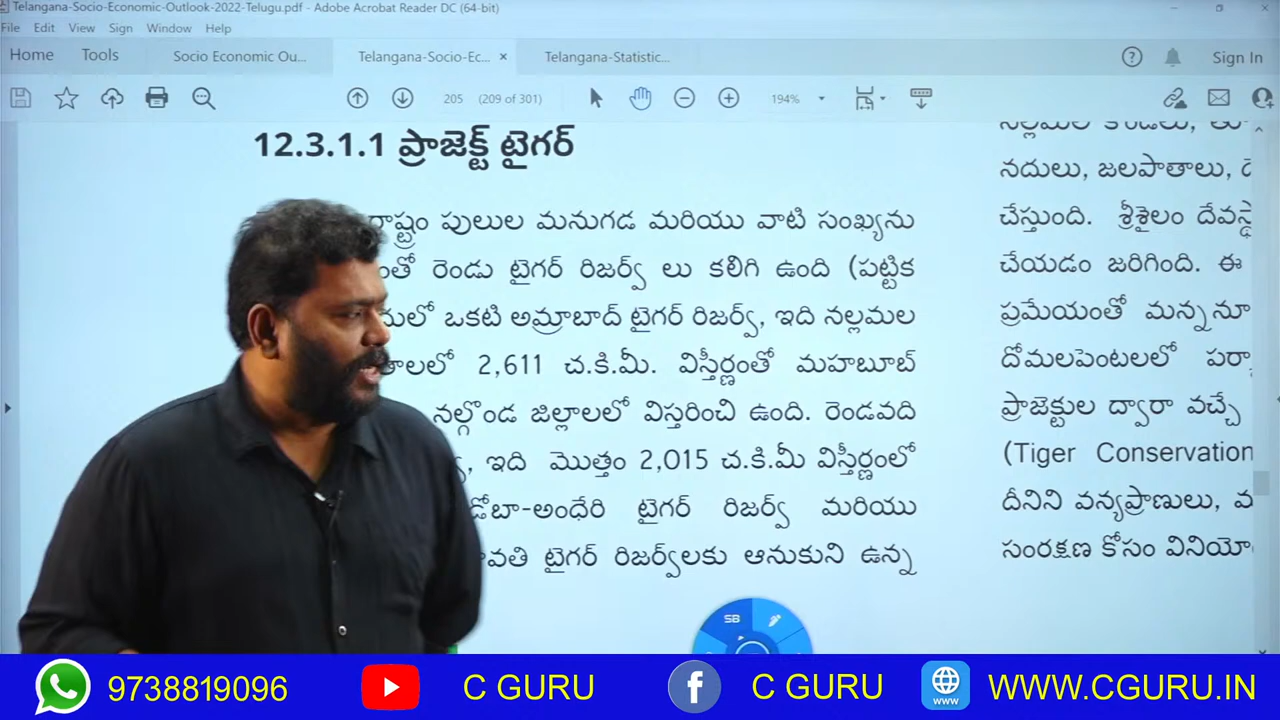 Telangana-Socio-Economic-Outlook-2022-Telugu.pdf - Adobe Acrobat Reader DC (64-bit)
File Edit View Sign Window Help
Home Tools Socio Economic Ou... Telangana-Socio-Ec... × Telangana-Statistic... Sign In
205 (209 of 301) 194%
12.3.1.1 ప్రాజెక్ట్ టైగర్
రాష్ట్రం పులుల మనుగడ మరియు వాటి సంఖ్యను
రెండు టైగర్ రిజర్వ్ లు కలిగి ఉంది (పట్టిక
ఒకటి అమ్రాబాద్ టైగర్ రిజర్వ్, ఇది నల్లమల
2,611 చ.కి.మీ. విస్తీర్ణంతో మహబూబ్
నల్గొండ జిల్లాలలో విస్తరించి ఉంది. రెండవది
ఇది మొత్తం 2,015 చ.కి.మీ విస్తీర్ణంలో
టైగర్ రిజర్వ్ మరియు
టైగర్ రిజర్వ్‌లకు ఆనుకుని ఉన్న
నదులు, జలపాతాలు,
చేస్తుంది. శ్రీశైలం
చేయడం జరిగింది. ఈ
ప్రమేయంతో మన్ననూ
దోమలపెంటలలో
ప్రాజెక్టుల ద్వారా వచ్చే
(Tiger Conservation
దీనిని వన్యప్రాణులు,
సంరక్షణ కోసం
SB
9738819096 C GURU C GURU www WWW.CGURU.IN